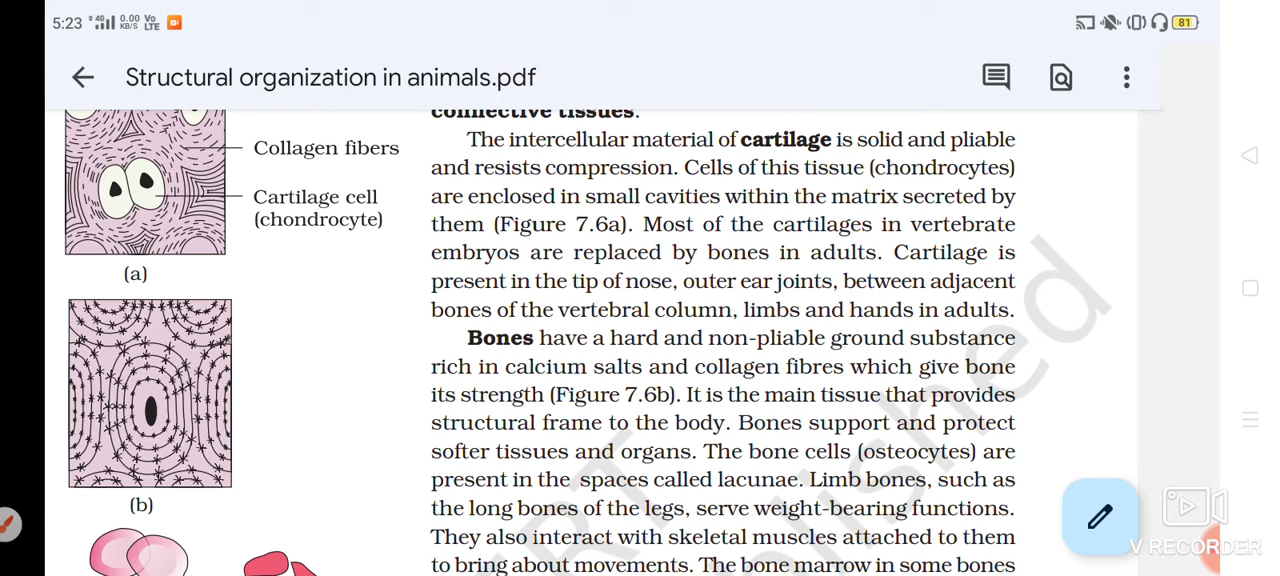 5:23 4G 0.00 KB/S Vo LTE 81
Structural organization in animals.pdf
connective tissues.
Collagen fibers
Cartilage cell
(chondrocyte)
(a)
(b)
The intercellular material of cartilage is solid and pliable
and resists compression. Cells of this tissue (chondrocytes)
are enclosed in small cavities within the matrix secreted by
them (Figure 7.6a). Most of the cartilages in vertebrate
embryos are replaced by bones in adults. Cartilage is
present in the tip of nose, outer ear joints, between adjacent
bones of the vertebral column, limbs and hands in adults.
Bones have a hard and non-pliable ground substance
rich in calcium salts and collagen fibres which give bone
its strength (Figure 7.6b). It is the main tissue that provides
structural frame to the body. Bones support and protect
softer tissues and organs. The bone cells (osteocytes) are
present in the spaces called lacunae. Limb bones, such as
the long bones of the legs, serve weight-bearing functions.
They also interact with skeletal muscles attached to them
to bring about movements. The bone marrow in some bones
V RECORDER